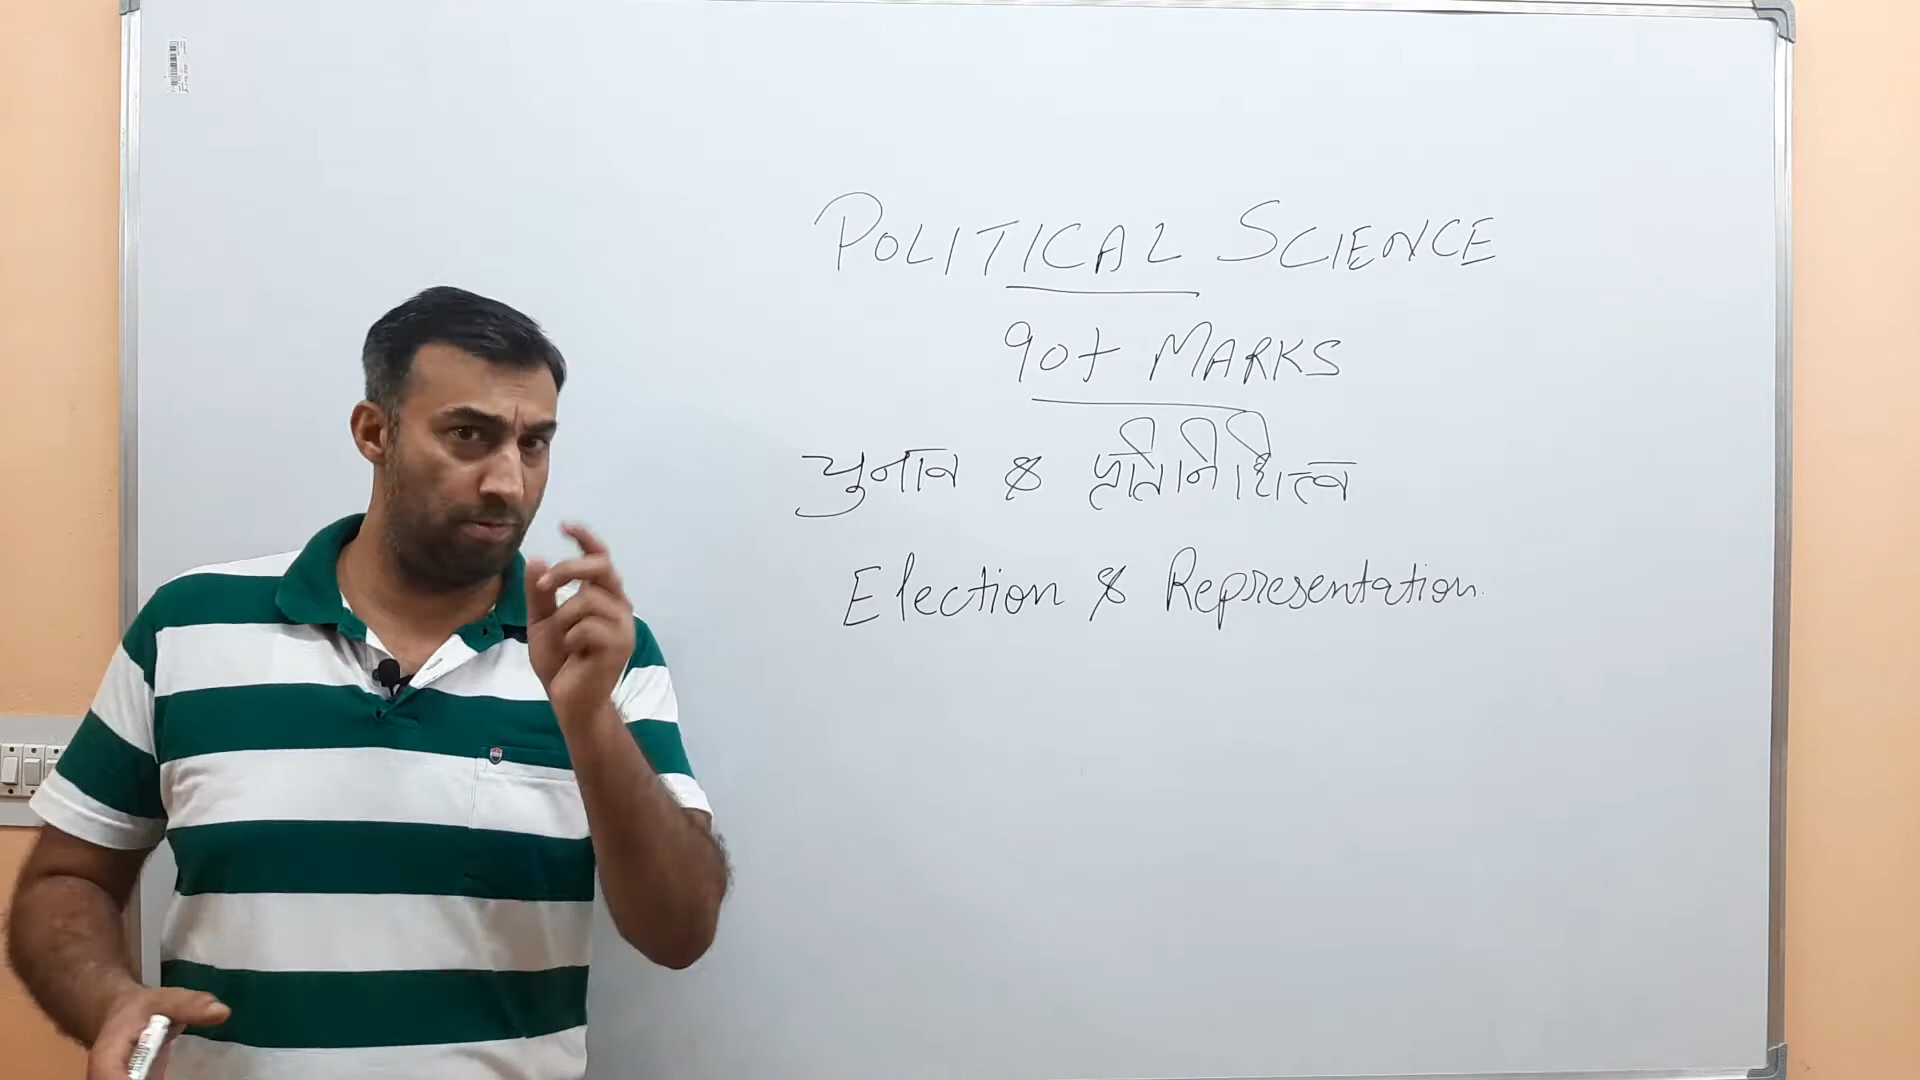 POLITICAL SCIENCE
90+ MARKS
चुनाव & प्रतिनिधित्व
Election & Representation.